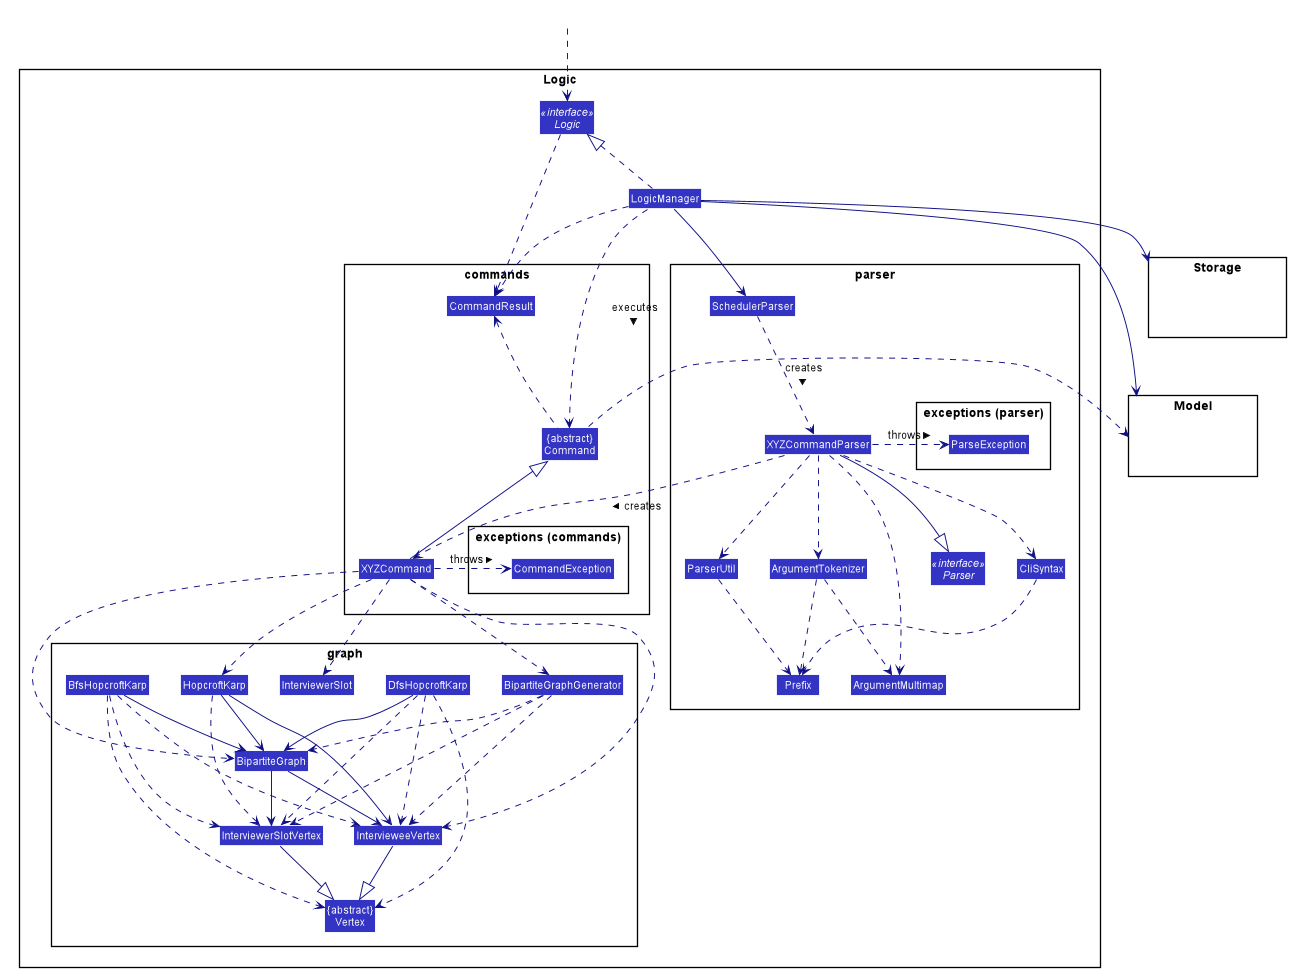 Logic
«interface»
Logic
LogicManager
commands
parser
Storage
CommandResult
executes
SchedulerParser
creates
Model
exceptions (parser)
{abstract}
Command
XYZCommandParser
throws
ParseException
creates
exceptions (commands)
XYZCommand
throws
CommandException
ParserUtil
ArgumentTokenizer
«interface»
Parser
CliSyntax
graph
BfsHopcroftKarp
HopcroftKarp
InterviewerSlot
DfsHopcroftKarp
BipartiteGraphGenerator
Prefix
ArgumentMultimap
BipartiteGraph
InterviewerSlotVertex
IntervieweeVertex
{abstract}
Vertex